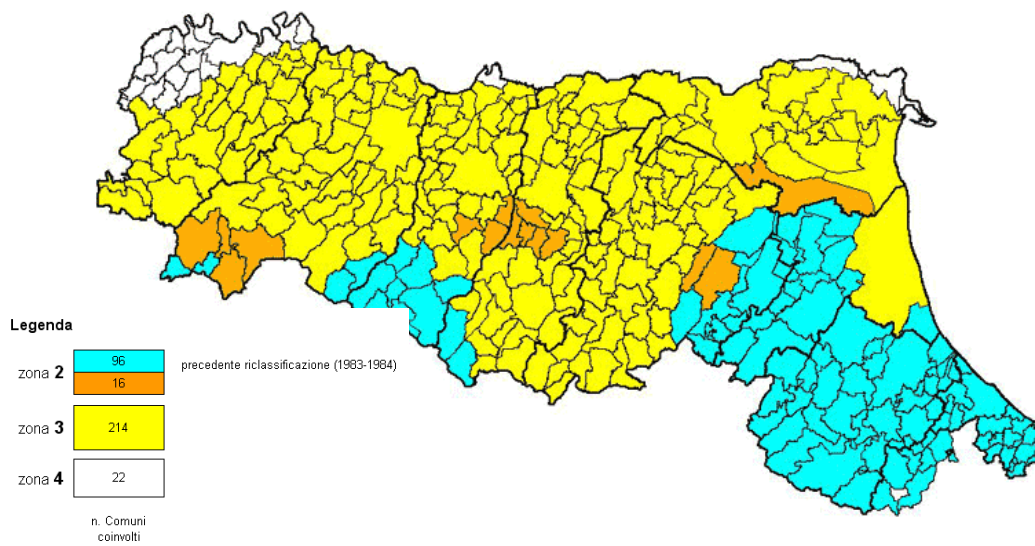 Legenda
96
zona 2
precedente riclassificazione (1983-1984)
16
zona 3
214
zona 4
22
n. Comuni
coinvolti